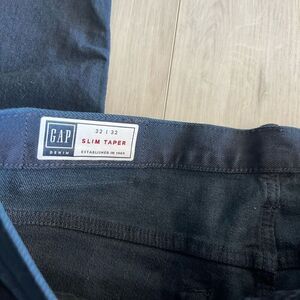 GAP
DENIM
32 | 32
SLIM TAPER
ESTABLISHED IN 1969